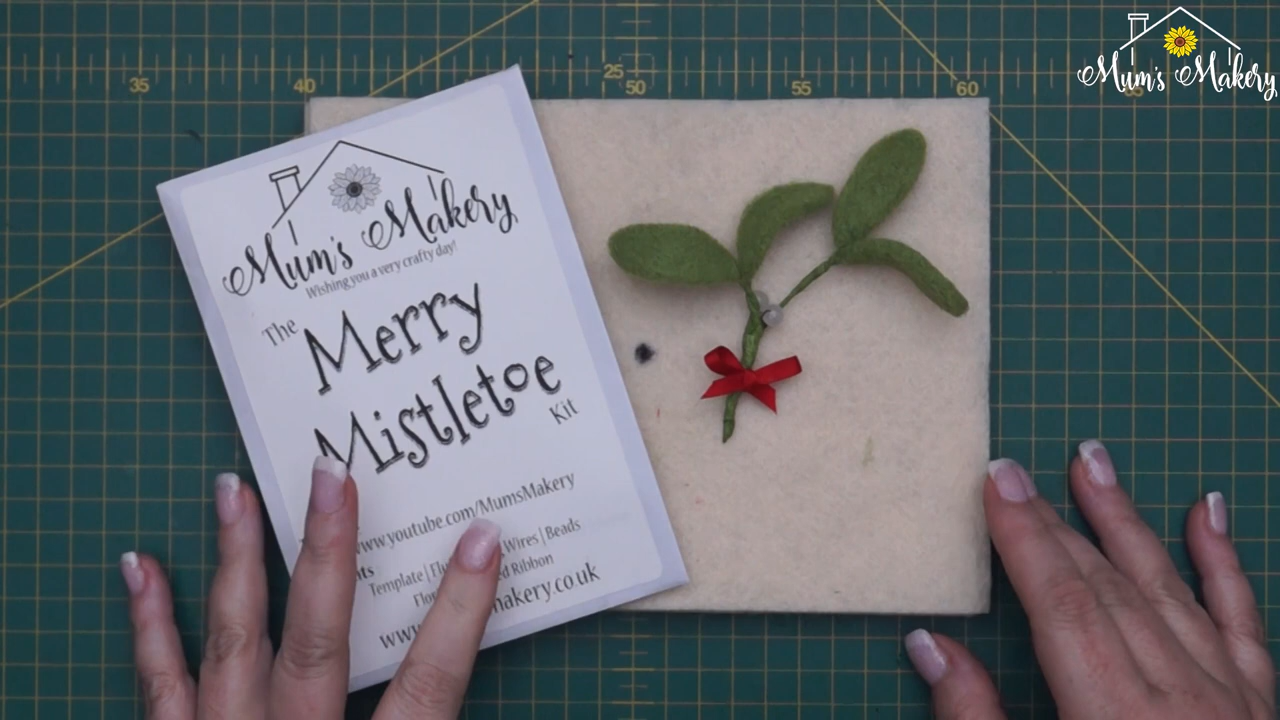 35
40
25
50
55
60
Mum's Makery
Mum's Makery
Wishing you a very crafty day!
The
Merry
Mistletoe
Kit
www.youtube.com/MumsMakery
Wires | Beads
Template |
Ribbon
makery.co.uk